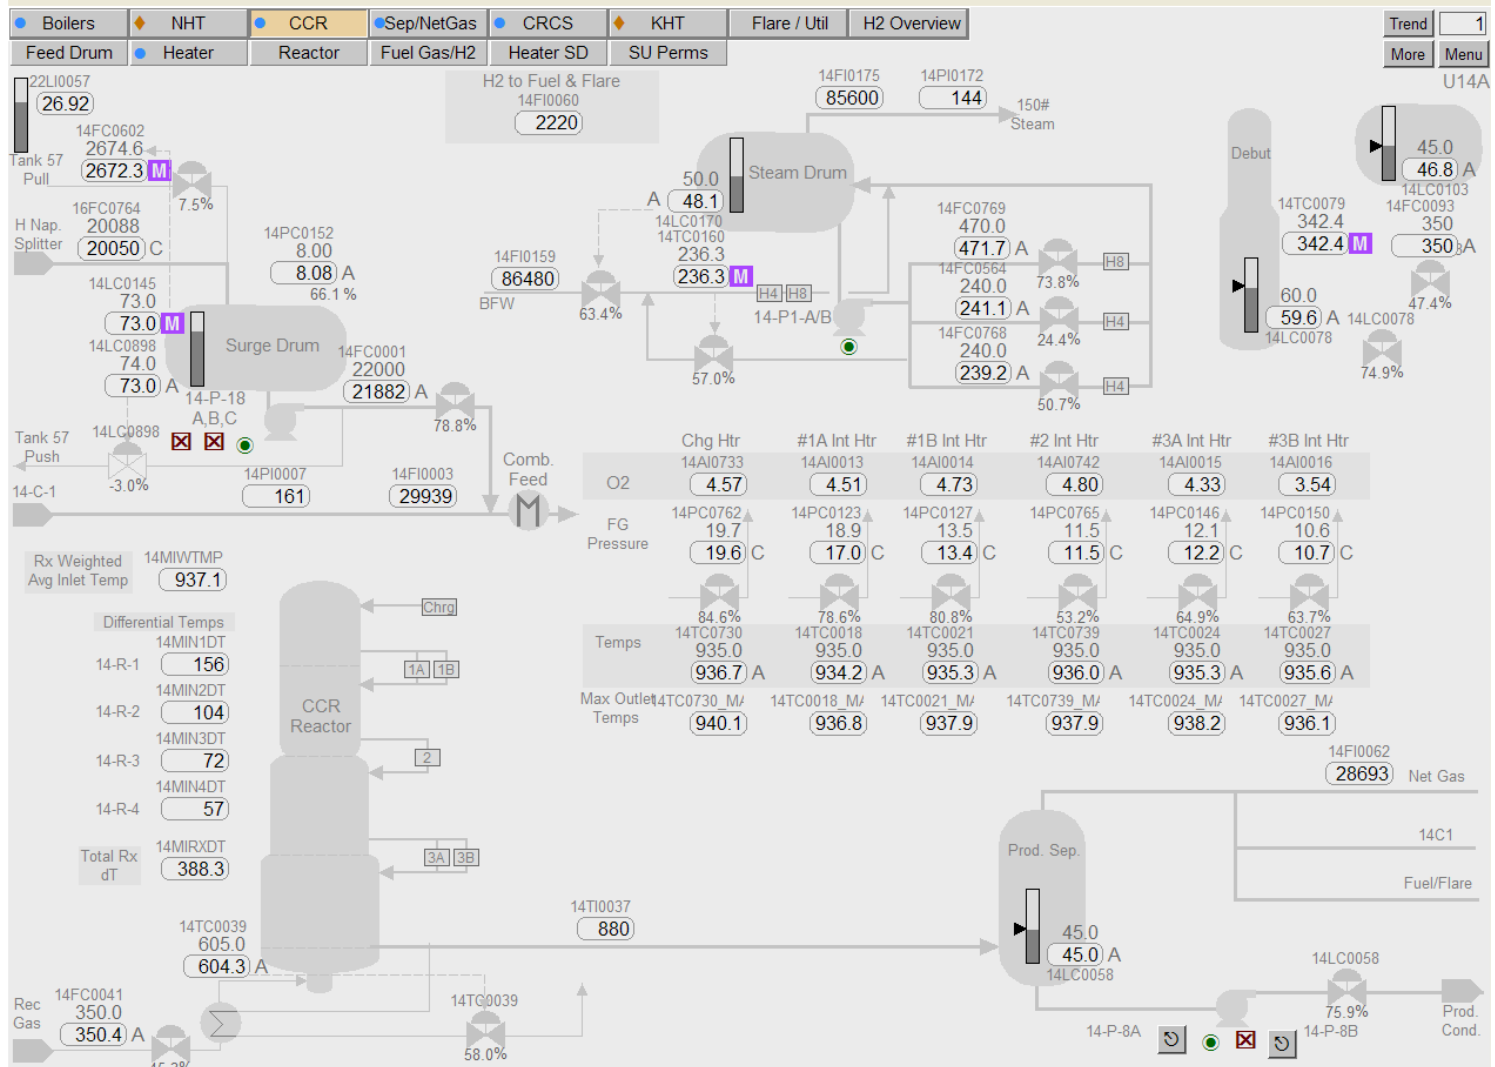 Boilers NHT CCR Sep/NetGas CRCS KHT Flare / Util H2 Overview Trend 1
Feed Drum Heater Reactor Fuel Gas/H2 Heater SD SU Perms More Menu
U14A
22LI0057
26.92
14FC0602
2674.6
2672.3 M
Tank 57
Pull
7.5%
16FC0764
20088
20050 C
H Nap.
Splitter
14PC0152
8.00
8.08 A
66.1 %
14LC0145
73.0
73.0 M
14LC0898
74.0
73.0 A
Surge Drum
14-P-18
A,B,C
14FC0001
22000
21882 A
78.8%
Tank 57
Push
14LC0898
-3.0%
14-C-1
14PI0007
161
14FI0003
29939
Comb.
Feed
H2 to Fuel & Flare
14FI0060
2220
14FI0175
85600
14PI0172
144
150#
Steam
Steam Drum
50.0
A 48.1
14LC0170
14TC0160
236.3
236.3 M
14FI0159
86480
BFW
63.4%
H4 H8
14-P1-A/B
57.0%
14FC0769
470.0
471.7 A
73.8%
H8
14FC0564
240.0
241.1 A
24.4%
H4
14FC0768
240.0
239.2 A
50.7%
H4
Debut
45.0
46.8 A
14LC0103
14TC0079
342.4
342.4 M
14FC0093
350
350 A
47.4%
60.0
59.6 A
14LC0078
14LC0078
74.9%
Chg Htr #1A Int Htr #1B Int Htr #2 Int Htr #3A Int Htr #3B Int Htr
14AI0733 14AI0013 14AI0014 14AI0742 14AI0015 14AI0016
O2 4.57 4.51 4.73 4.80 4.33 3.54
14PC0762 14PC0123 14PC0127 14PC0765 14PC0146 14PC0150
FG
Pressure
19.7 18.9 13.5 11.5 12.1 10.6
19.6 C 17.0 C 13.4 C 11.5 C 12.2 C 10.7 C
84.6% 78.6% 80.8% 53.2% 64.9% 63.7%
14TC0730 14TC0018 14TC0021 14TC0739 14TC0024 14TC0027
Temps
935.0 935.0 935.0 935.0 935.0 935.0
936.7 A 934.2 A 935.3 A 936.0 A 935.3 A 935.6 A
Max Outlet
Temps
14TC0730_MA 14TC0018_MA 14TC0021_MA 14TC0739_MA 14TC0024_MA 14TC0027_MA
940.1 936.8 937.9 937.9 938.2 936.1
Rx Weighted
Avg Inlet Temp
14MIWTMP
937.1
Differential Temps
14MIN1DT
14-R-1 156
14MIN2DT
14-R-2 104
14MIN3DT
14-R-3 72
14MIN4DT
14-R-4 57
Total Rx
dT
14MIRXDT
388.3
CCR
Reactor
Chrg
1A 1B
2
3A 3B
14TC0039
605.0
604.3 A
14FC0041
350.0
350.4 A
Rec
Gas
14TC0039
58.0%
14TI0037
880
14FI0062
28693 Net Gas
14C1
Fuel/Flare
Prod. Sep.
45.0
45.0 A
14LC0058
14LC0058
75.9%
14-P-8A
14-P-8B
Prod.
Cond.